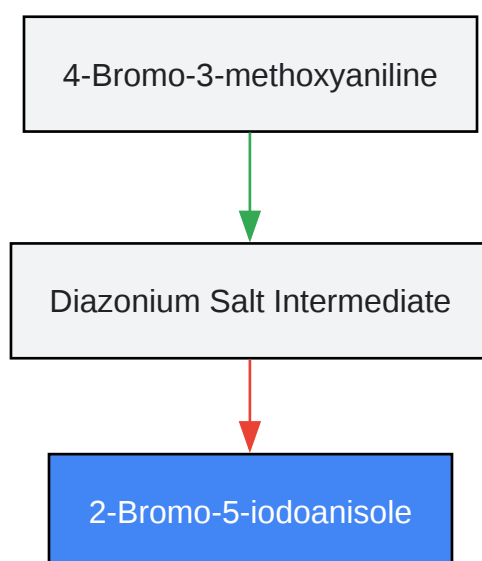 4-Bromo-3-methoxyaniline
Diazonium Salt Intermediate
2-Bromo-5-iodoanisole